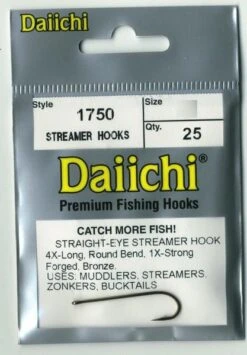 Daiichi
Style
1750
STREAMER HOOKS
Size
Qty.
25
Daiichi®
Premium Fishing Hooks
CATCH MORE FISH!
STRAIGHT-EYE STREAMER HOOK
4X-Long, Round Bend, 1X-Strong
Forged, Bronze.
USES: MUDDLERS, STREAMERS,
ZONKERS, BUCKTAILS